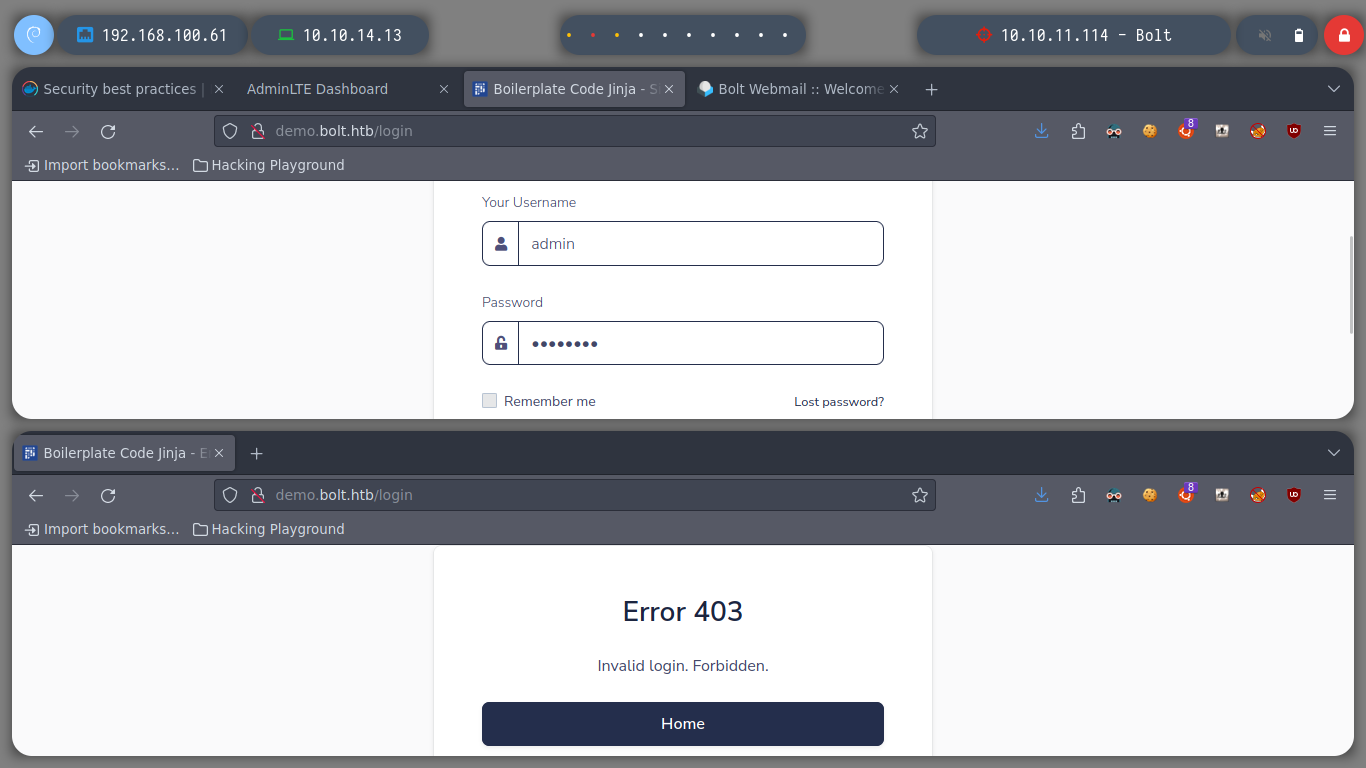 192.168.100.61 10.10.14.13 10.10.11.114 - Bolt
Security best practices | AdminLTE Dashboard Boilerplate Code Jinja - Bolt Webmail :: Welcome
demo.bolt.htb/login 8
Import bookmarks... Hacking Playground
Your Username
admin
Password
••••••••
Remember me Lost password?
Boilerplate Code Jinja -
demo.bolt.htb/login 8
Import bookmarks... Hacking Playground
Error 403
Invalid login. Forbidden.
Home